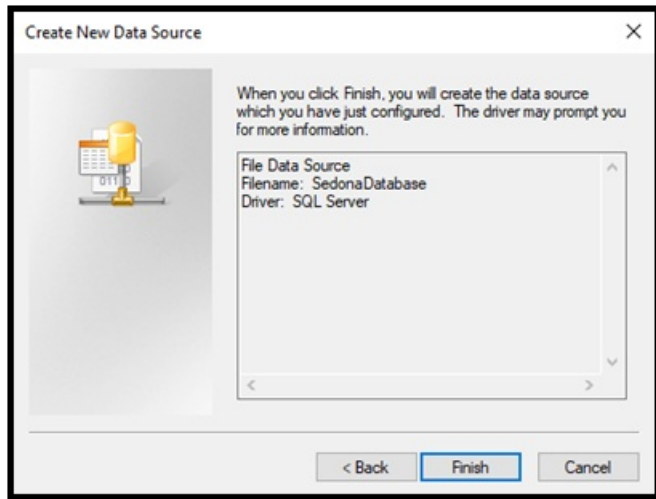 Create New Data Source
When you click Finish, you will create the data source
which you have just configured. The driver may prompt you
for more information.
File Data Source
Filename: SedonaDatabase
Driver: SQL Server
< Back
Finish
Cancel